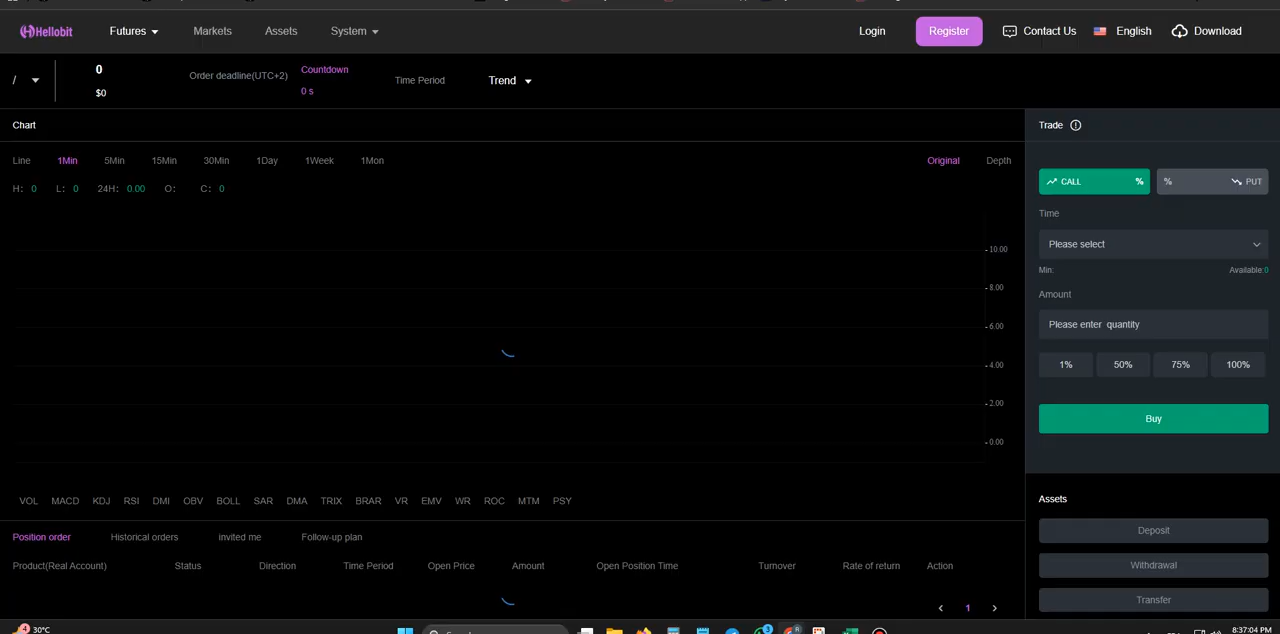 Hellobit Futures Markets Assets System Login Register Contact Us English Download
/ 0 Order deadline(UTC+2) Countdown Time Period Trend
$0 0 s
Chart
Trade
Line 1Min 5Min 15Min 30Min 1Day 1Week 1Mon Original Depth
H: 0 L: 0 24H: 0.00 O: C: 0
CALL % % PUT
Time
Please select
Min: Available:0
Amount
Please enter quantity
1% 50% 75% 100%
Buy
10.00
8.00
6.00
4.00
2.00
0.00
VOL MACD KDJ RSI DMI OBV BOLL SAR DMA TRIX BRAR VR EMV WR ROC MTM PSY
Assets
Deposit
Withdrawal
Transfer
Position order Historical orders invited me Follow-up plan
Product(Real Account) Status Direction Time Period Open Price Amount Open Position Time Turnover Rate of return Action
1
4 30°C
3
8:37:04 PM